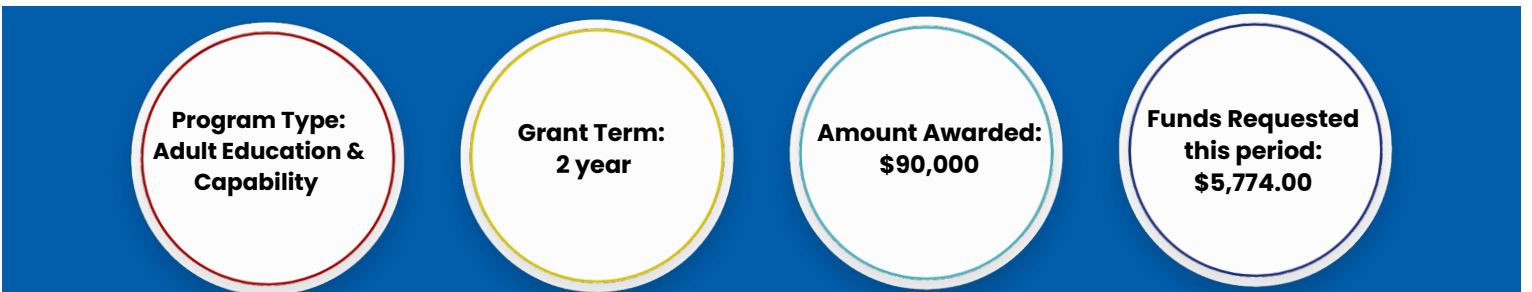 Program Type:
Adult Education &
Capability
Grant Term:
2 year
Amount Awarded:
$90,000
Funds Requested
this period:
$5,774.00